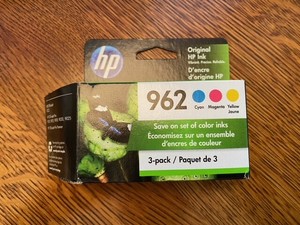 hp
Original
HP Ink
D'encre
d'origine HP
962
Cyan
Magenta
Yellow
Jaune
Save on set of color inks
Économisez sur un ensemble
d'encres de couleur
3-pack / Paquet de 3